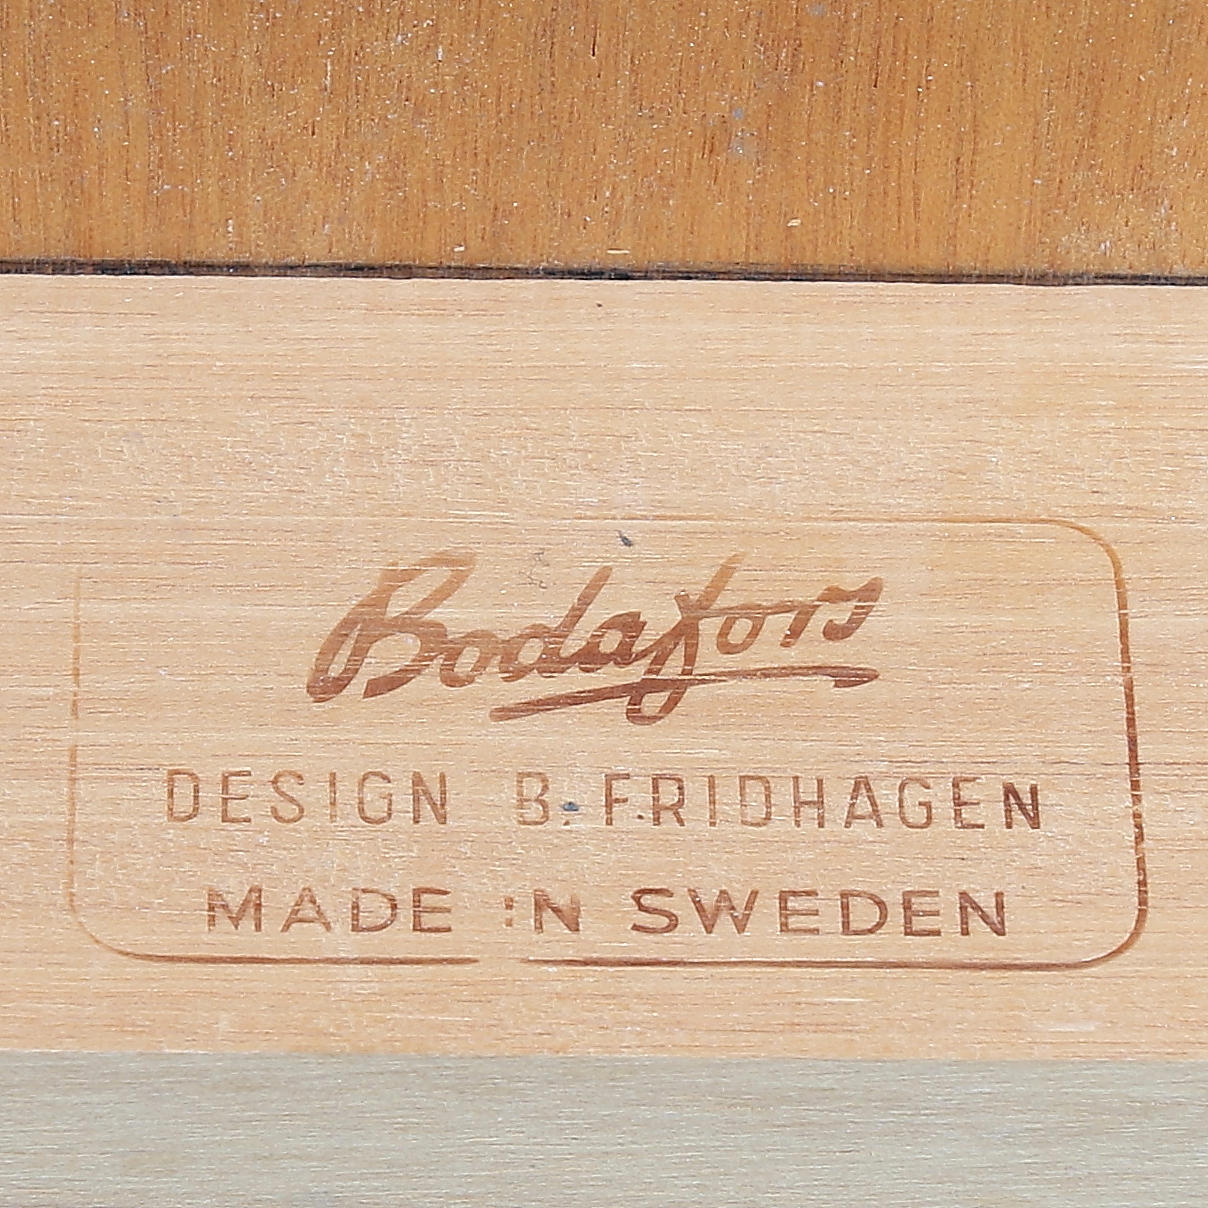 Bodafors
DESIGN B. FRIDHAGEN
MADE IN SWEDEN